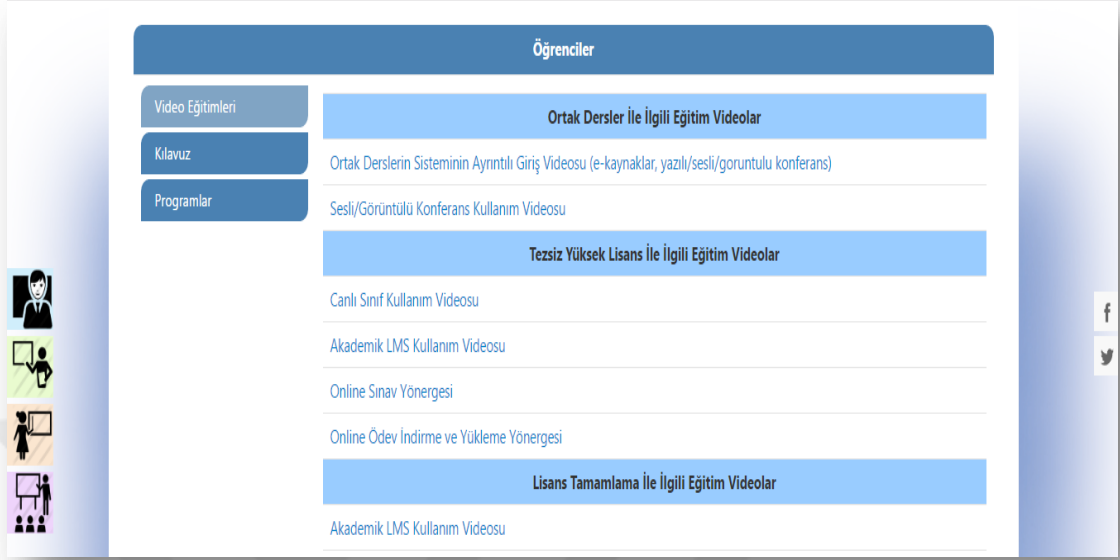 Öğrenciler
Video Eğitimleri
Kılavuz
Programlar
Ortak Dersler İle İlgili Eğitim Videolar
Ortak Derslerin Sisteminin Ayrıntılı Giriş Videosu (e-kaynaklar, yazılı/sesli/goruntulu konferans)
Sesli/Görüntülü Konferans Kullanım Videosu
Tezsiz Yüksek Lisans İle İlgili Eğitim Videolar
Canlı Sınıf Kullanım Videosu
Akademik LMS Kullanım Videosu
Online Sınav Yönergesi
Online Ödev İndirme ve Yükleme Yönergesi
Lisans Tamamlama İle İlgili Eğitim Videolar
Akademik LMS Kullanım Videosu